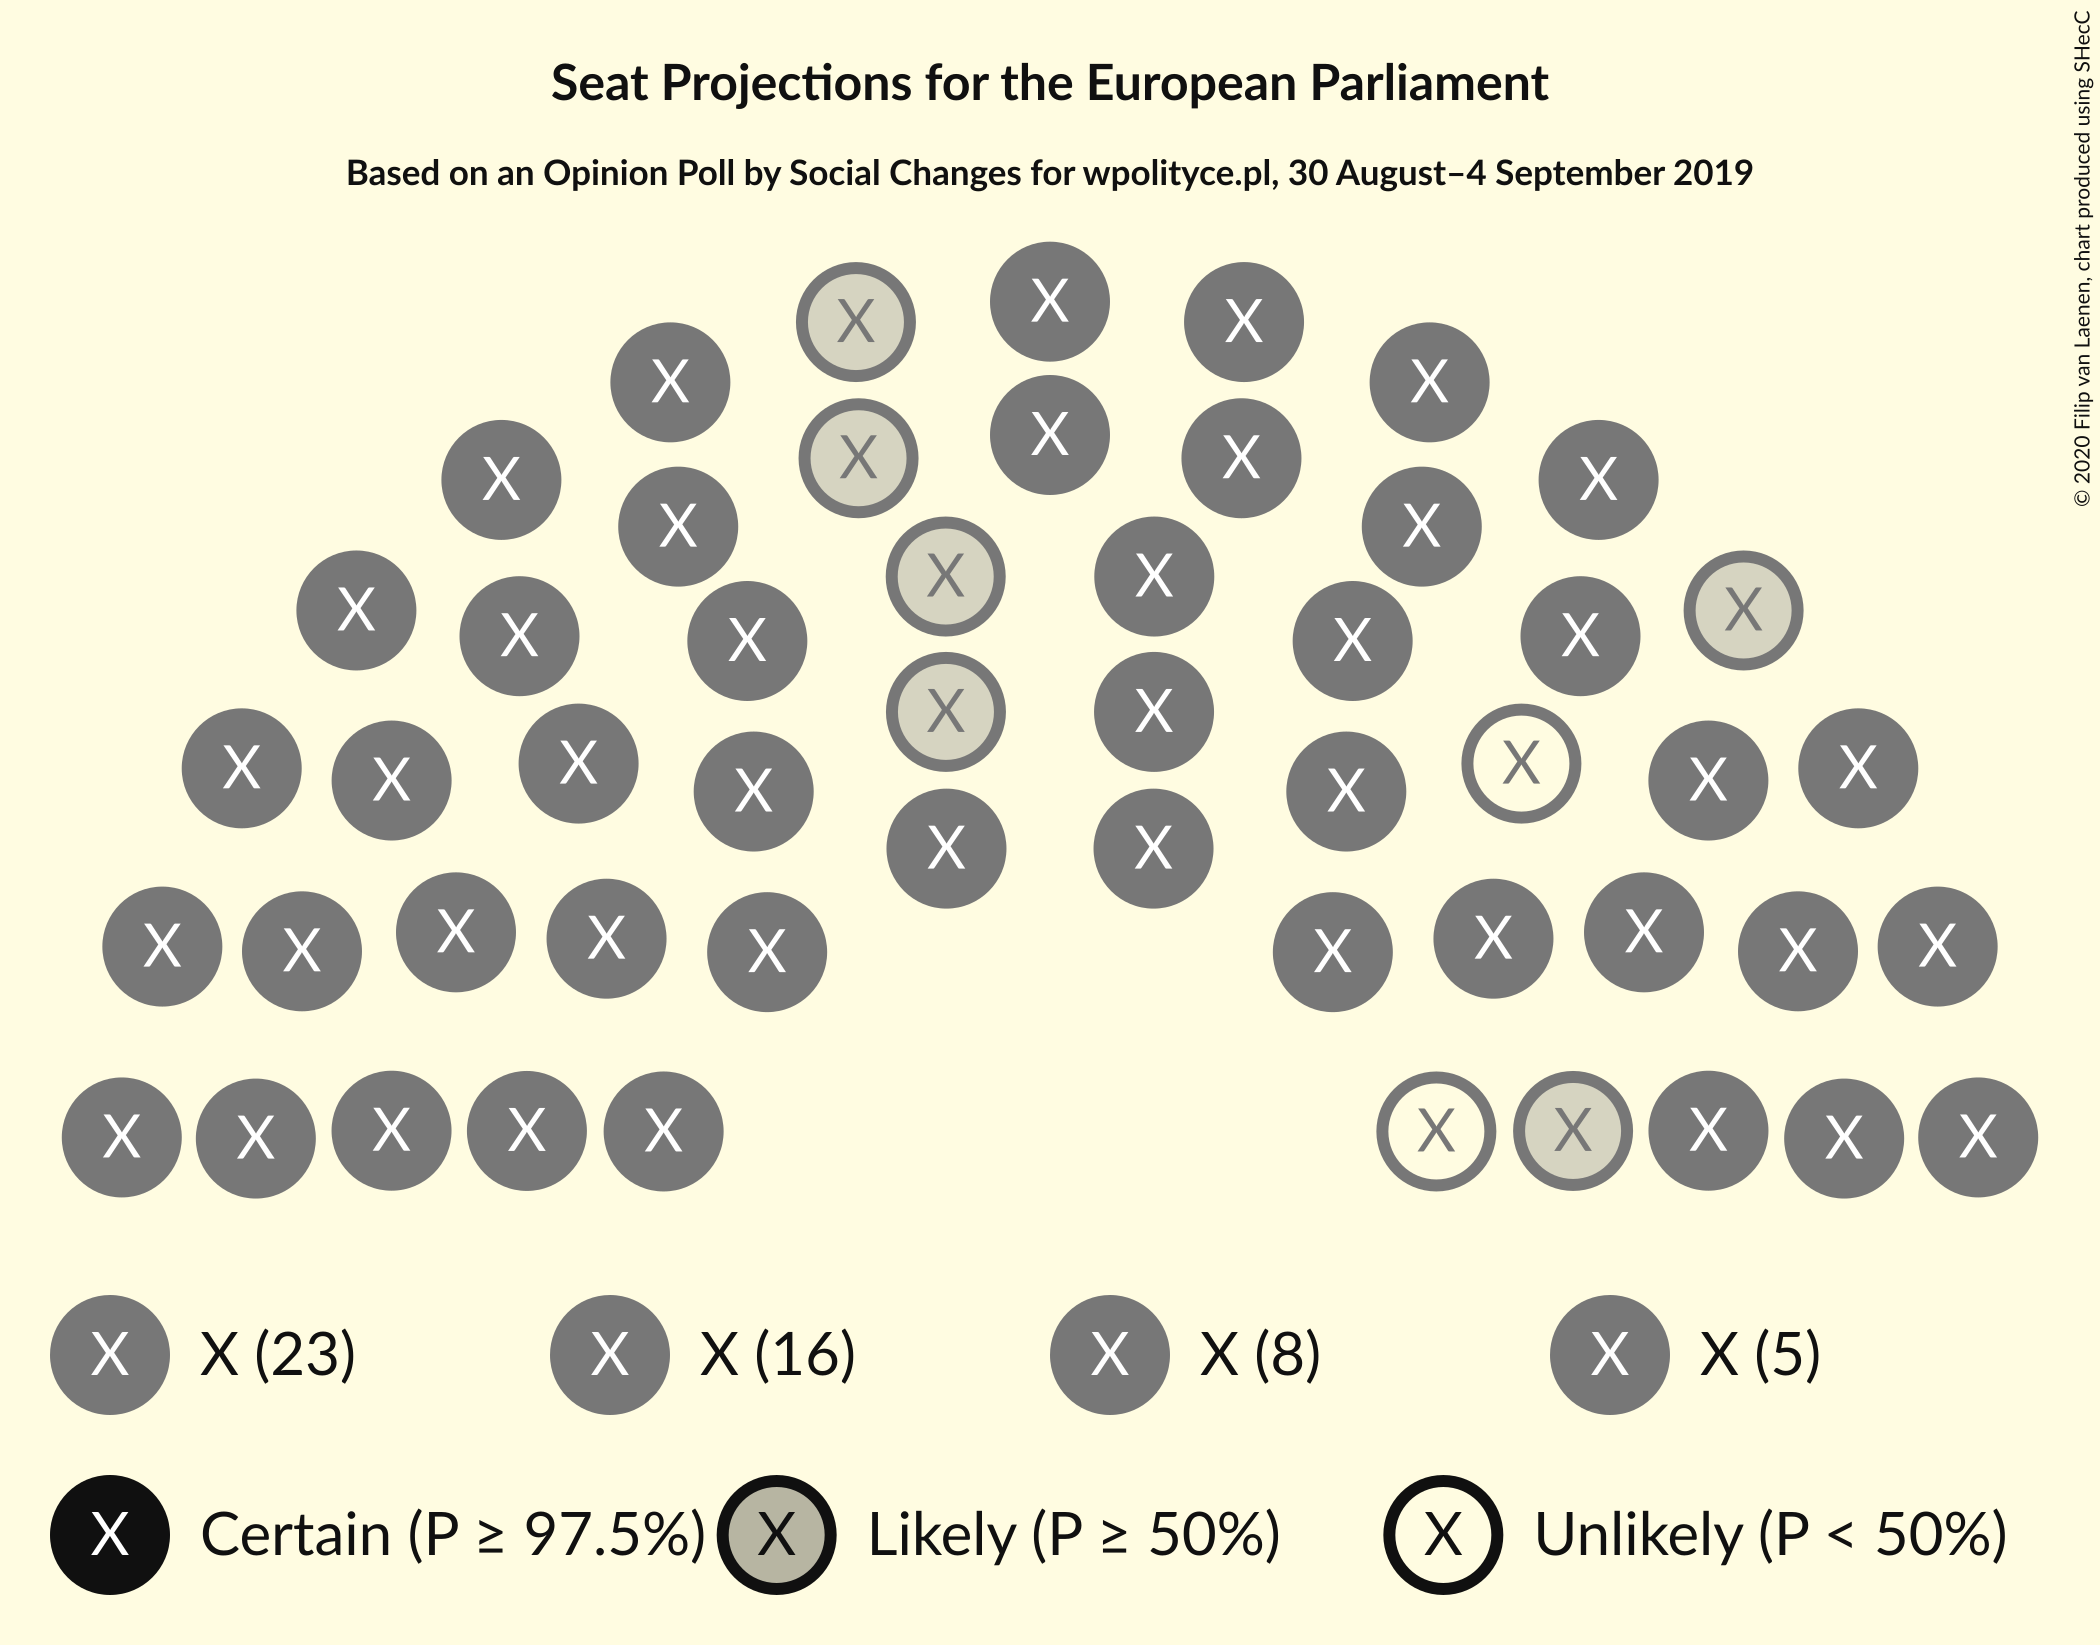 Seat Projections for the European Parliament
Based on an Opinion Poll by Social Changes for wpolityce.pl, 30 August–4 September 2019
© 2020 Filip van Laenen, chart produced using SHecC
X X X
X X
X X X
X X
X X
X X
X X
X X X X
X X
X
X X
X X X X
X X X X
X X
X X X X
X X
X X X X
X X X X
X X
X X X X X X X X X X
X X (23) X X (16) X X (8) X X (5)
X Certain (P ≥ 97.5%) X Likely (P ≥ 50%) X Unlikely (P < 50%)